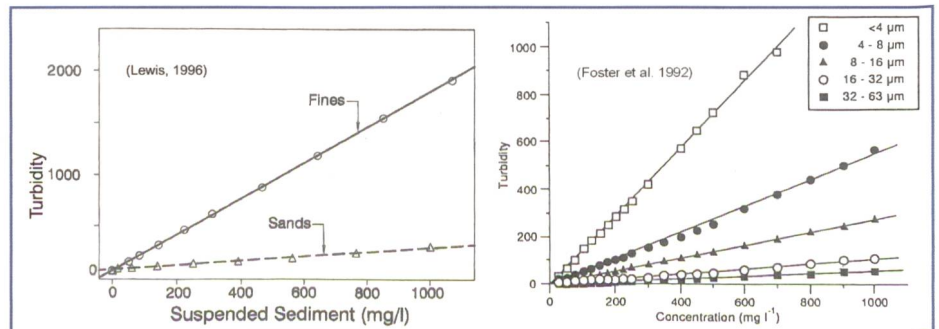 2000
1000
0
Turbidity
(Lewis, 1996)
Fines
Sands
0 200 400 600 800 1000
Suspended Sediment (mg/l)
1000
800
600
400
200
0
Turbidity
(Foster et al. 1992)
<4 µm
4 - 8 µm
8 - 16 µm
16 - 32 µm
32 - 63 µm
200 400 600 800 1000
Concentration (mg l⁻¹)